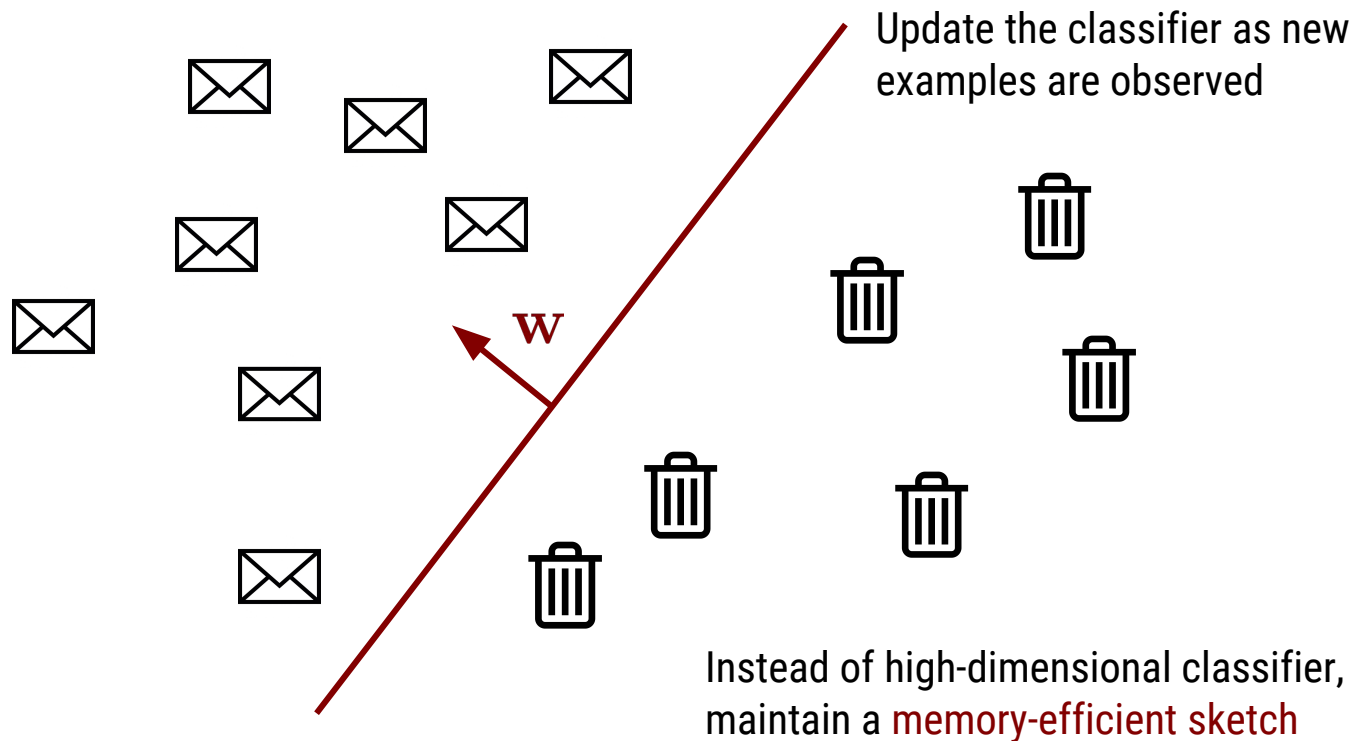 Update the classifier as new
examples are observed
w
Instead of high-dimensional classifier,
maintain a memory-efficient sketch